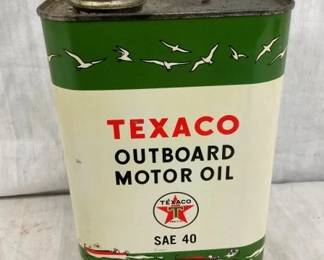 TEXACO
OUTBOARD
MOTOR OIL
TEXACO
T
SAE 40